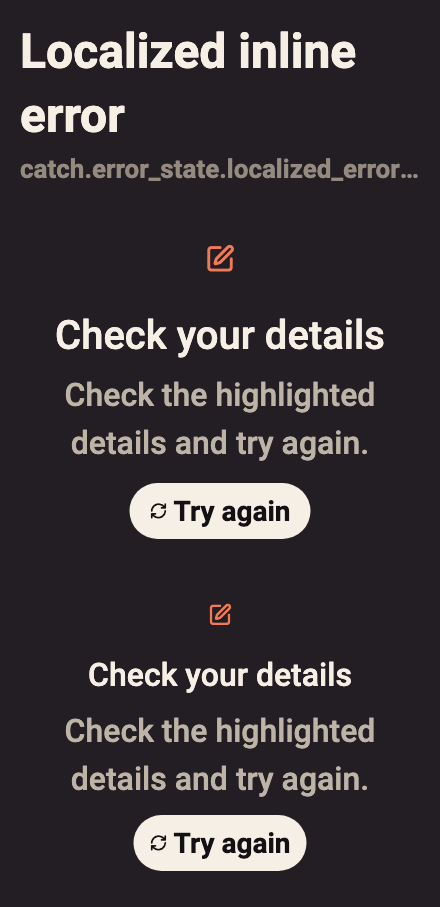 Localized inline
error
catch.error_state.localized_error…
Check your details
Check the highlighted
details and try again.
Try again
Check your details
Check the highlighted
details and try again.
Try again